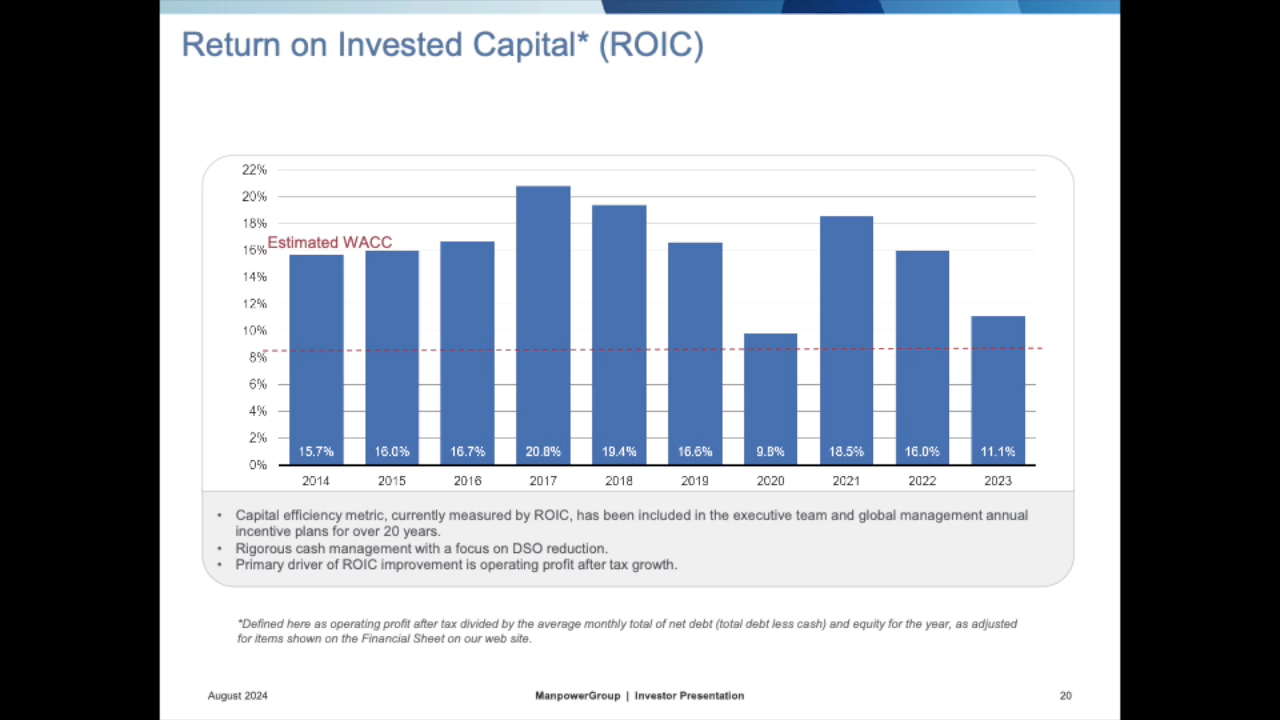 Return on Invested Capital* (ROIC)
22%
20%
18%
Estimated WACC
16%
14%
12%
10%
8%
6%
4%
2%
0%
15.7% 16.0% 16.7% 20.8% 19.4% 16.6% 9.8% 18.5% 16.0% 11.1%
2014 2015 2016 2017 2018 2019 2020 2021 2022 2023
• Capital efficiency metric, currently measured by ROIC, has been included in the executive team and global management annual
incentive plans for over 20 years.
• Rigorous cash management with a focus on DSO reduction.
• Primary driver of ROIC improvement is operating profit after tax growth.
*Defined here as operating profit after tax divided by the average monthly total of net debt (total debt less cash) and equity for the year, as adjusted
for items shown on the Financial Sheet on our web site.
August 2024 ManpowerGroup | Investor Presentation 20